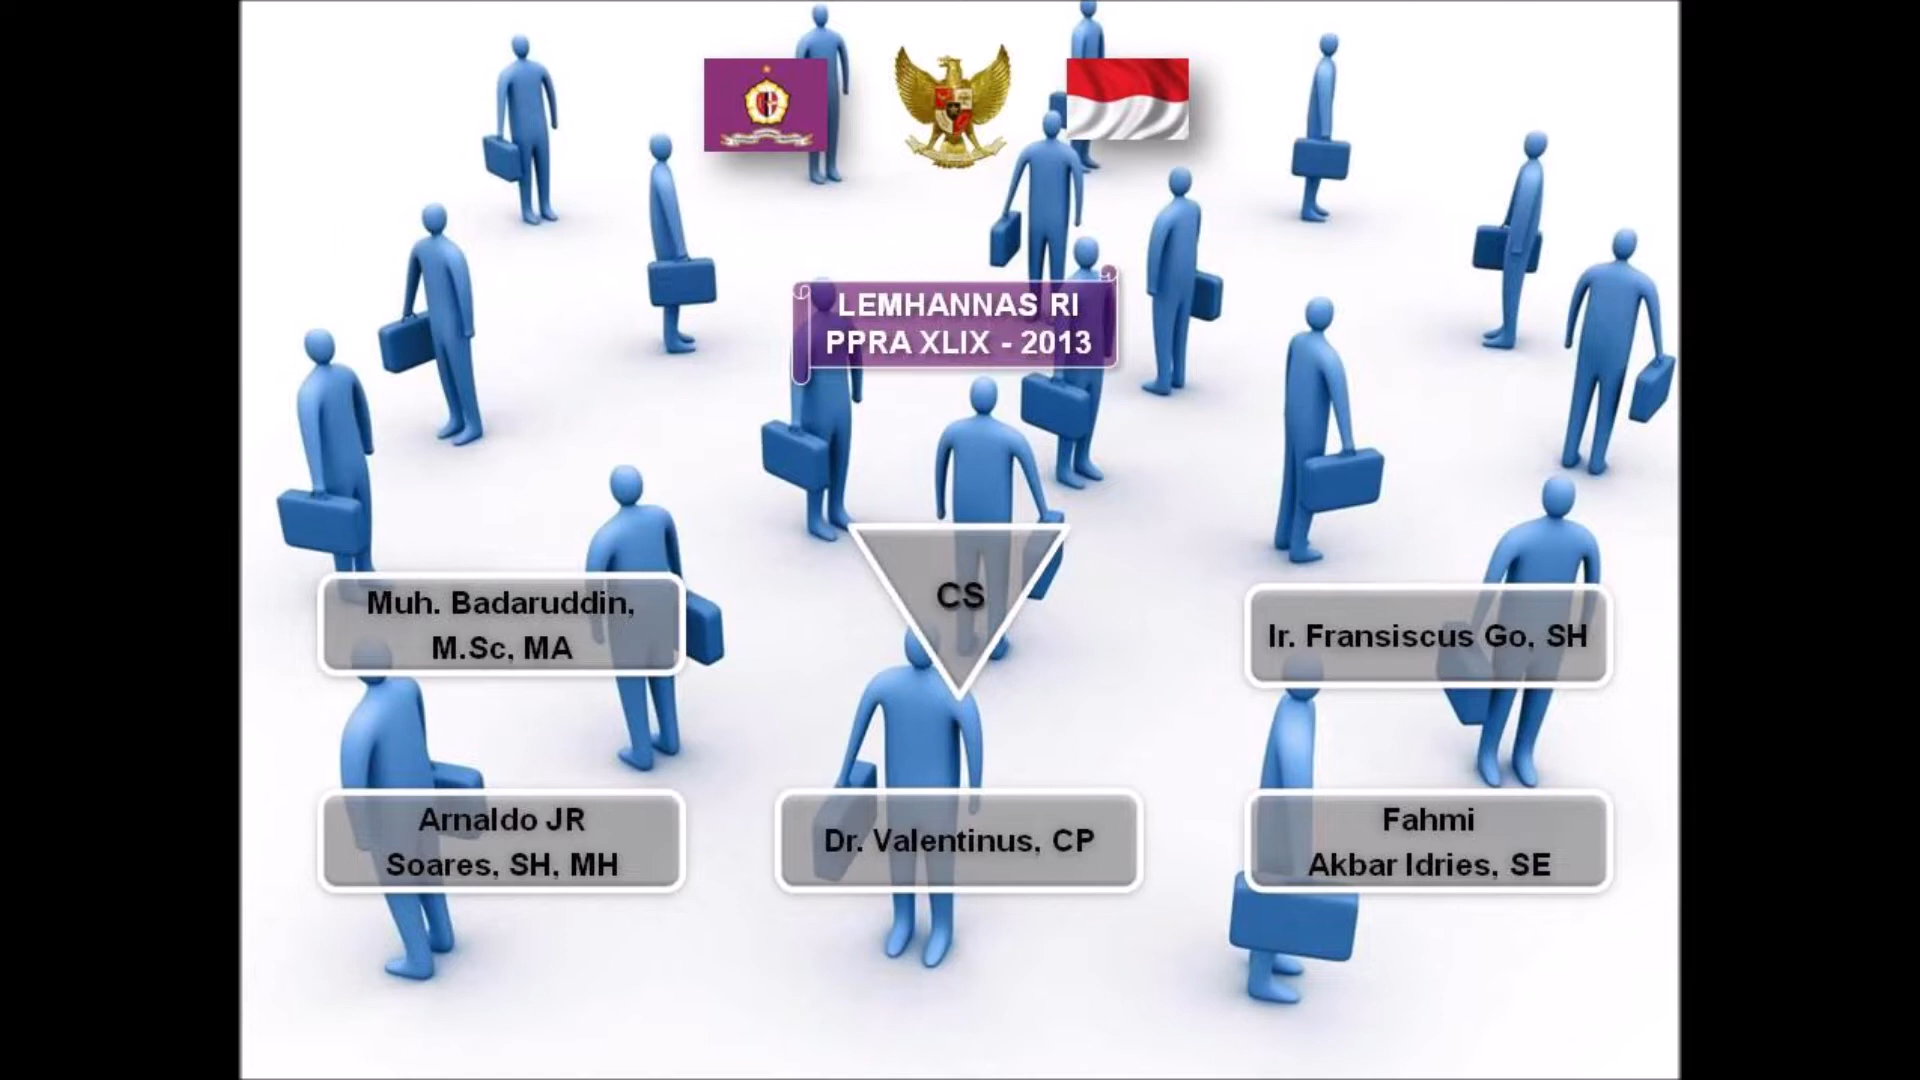 LEMHANNAS RI
PPRA XLIX - 2013
CS
Muh. Badaruddin,
M.Sc, MA
Ir. Fransiscus Go, SH
Arnaldo JR
Soares, SH, MH
Dr. Valentinus, CP
Fahmi
Akbar Idries, SE